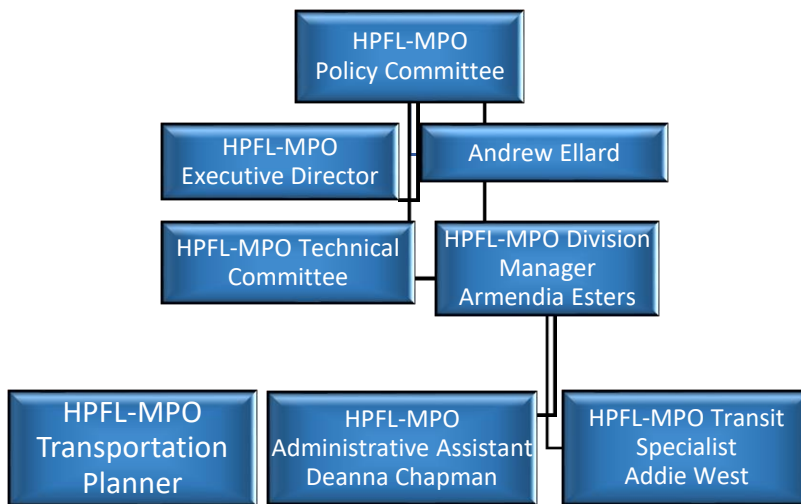 HPFL-MPO
Policy Committee
HPFL-MPO
Executive Director
Andrew Ellard
HPFL-MPO Technical
Committee
HPFL-MPO Division
Manager
Armendia Esters
HPFL-MPO
Transportation
Planner
HPFL-MPO
Administrative Assistant
Deanna Chapman
HPFL-MPO Transit
Specialist
Addie West